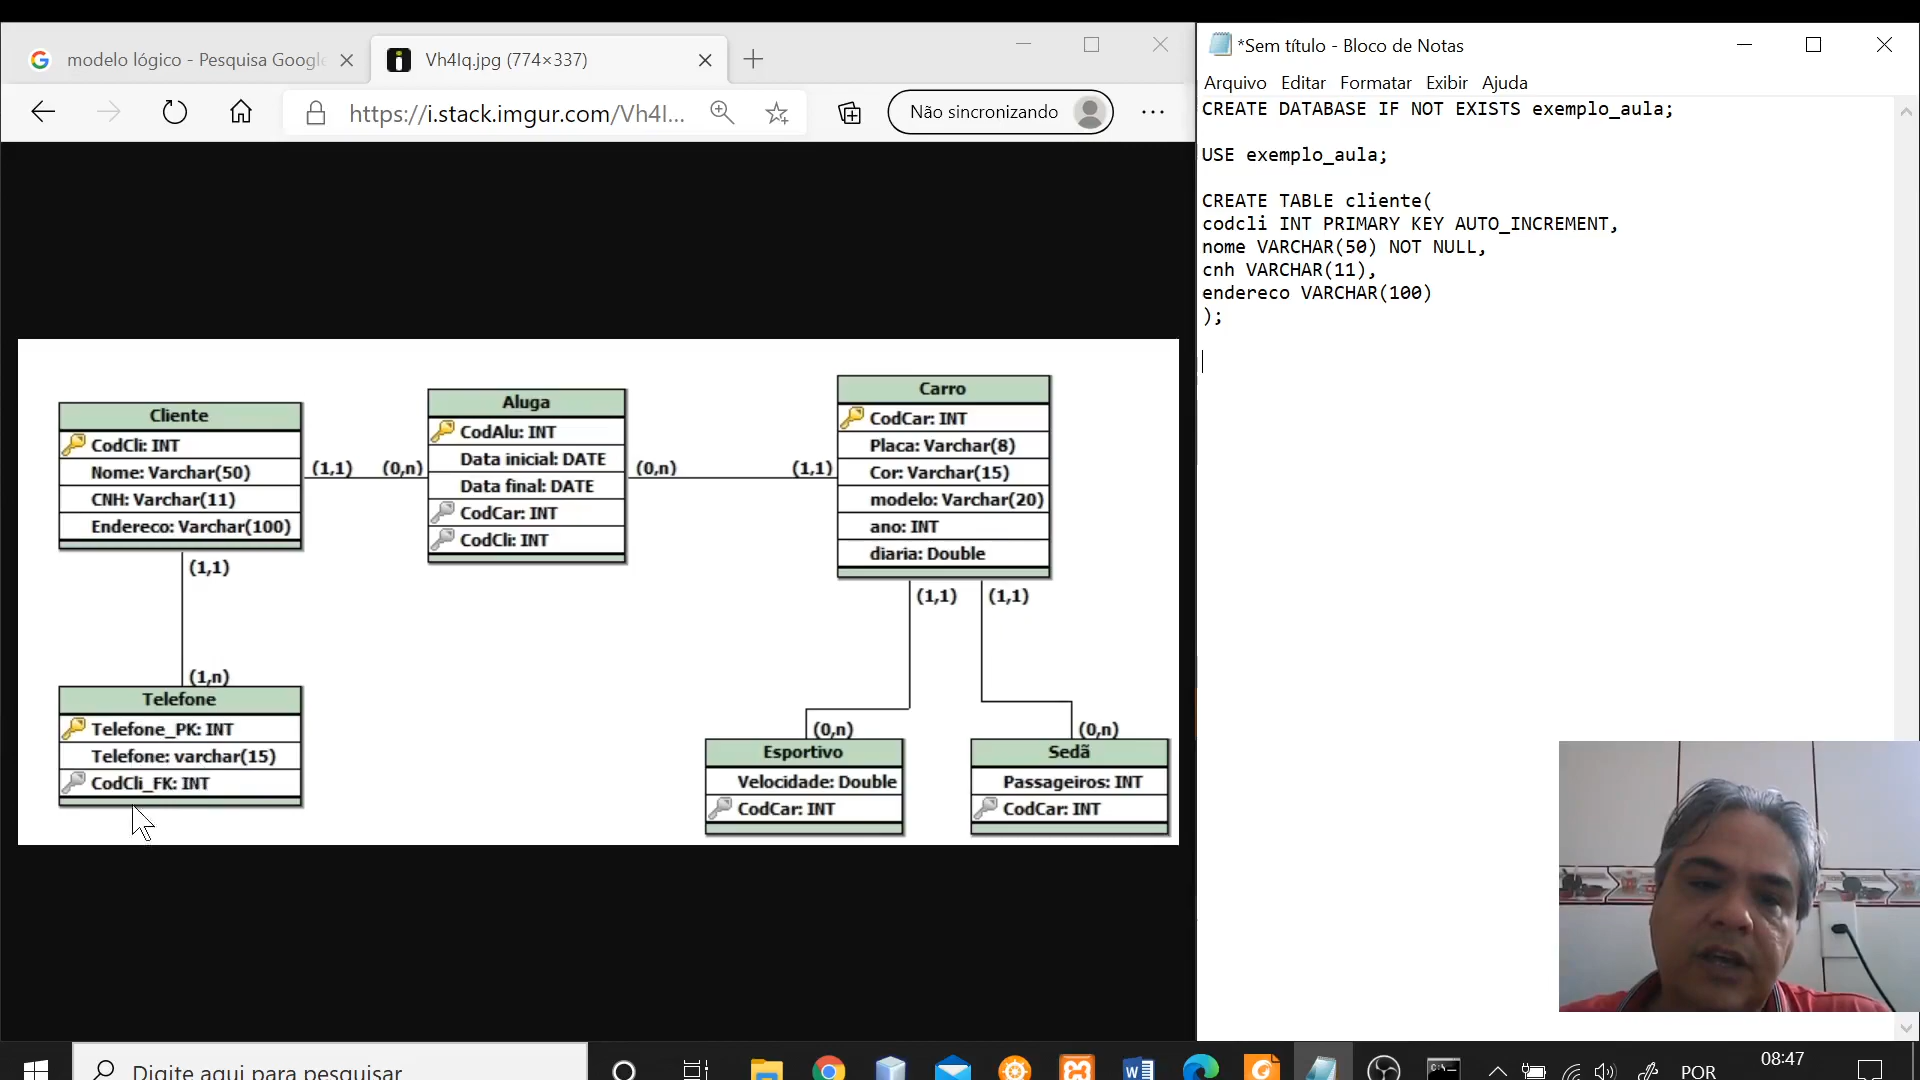 modelo lógico - Pesquisa Google
Vh4Iq.jpg (774×337)
https://i.stack.imgur.com/Vh4I...
Não sincronizando
*Sem título - Bloco de Notas
Arquivo Editar Formatar Exibir Ajuda
CREATE DATABASE IF NOT EXISTS exemplo_aula;
USE exemplo_aula;
CREATE TABLE cliente(
codcli INT PRIMARY KEY AUTO_INCREMENT,
nome VARCHAR(50) NOT NULL,
cnh VARCHAR(11),
endereco VARCHAR(100)
);
Cliente
CodCli: INT
Nome: Varchar(50)
CNH: Varchar(11)
Endereco: Varchar(100)
(1,1)
(0,n)
Aluga
CodAlu: INT
Data inicial: DATE
Data final: DATE
CodCar: INT
CodCli: INT
(0,n)
(1,1)
Carro
CodCar: INT
Placa: Varchar(8)
Cor: Varchar(15)
modelo: Varchar(20)
ano: INT
diaria: Double
(1,1)
(1,n)
Telefone
Telefone_PK: INT
Telefone: varchar(15)
CodCli_FK: INT
(1,1)
(1,1)
(0,n)
Esportivo
Velocidade: Double
CodCar: INT
(0,n)
Sedã
Passageiros: INT
CodCar: INT
Digite aqui para pesquisar
POR
08:47